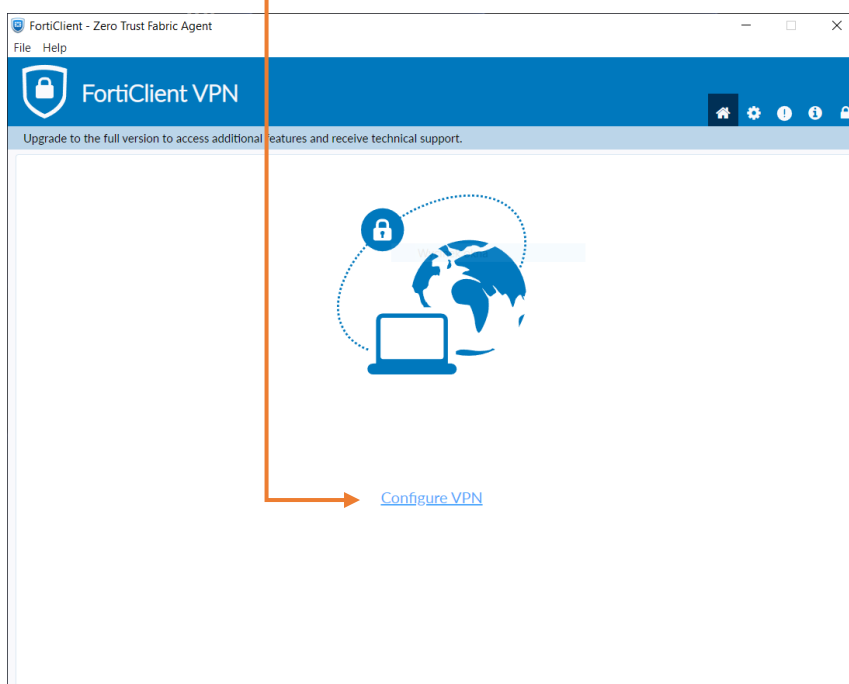 FortiClient - Zero Trust Fabric Agent
File Help
FortiClient VPN
Upgrade to the full version to access additional features and receive technical support.
Configure VPN